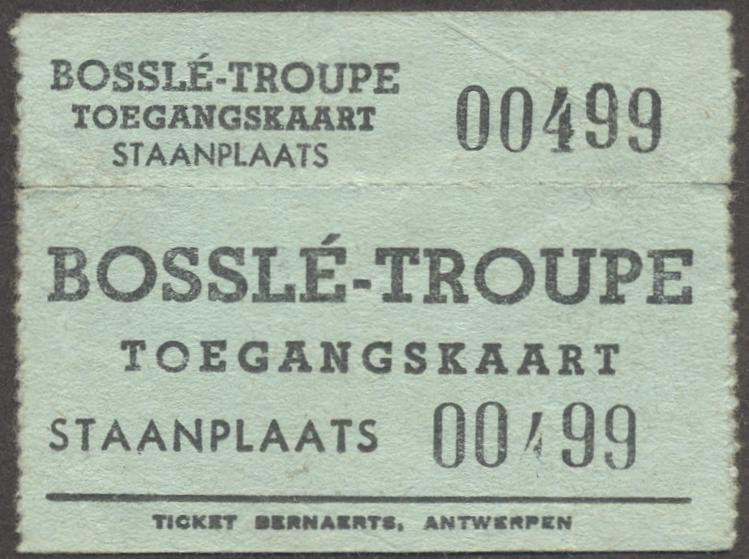 BOSSLÉ-TROUPE
TOEGANGSKAART
STAANPLAATS
00499
BOSSLÉ-TROUPE
TOEGANGSKAART
STAANPLAATS 00499
TICKET BERNAERTS, ANTWERPEN